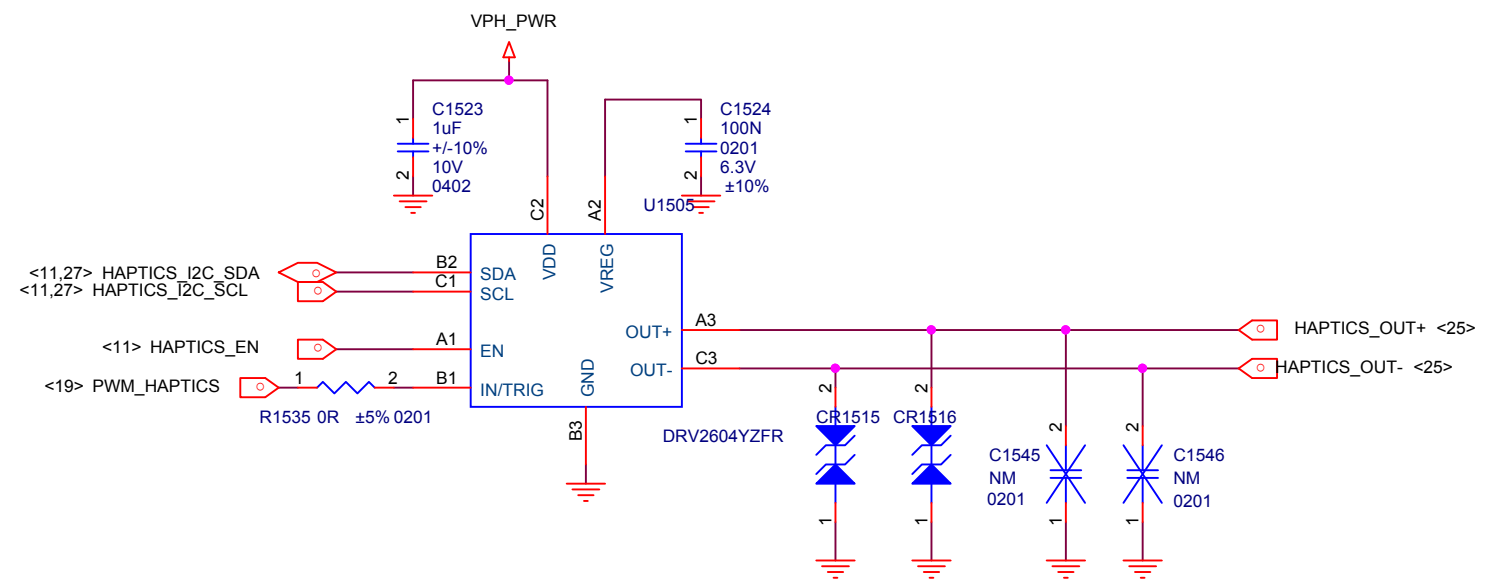 VPH_PWR
C1523
1
1uF
+/-10%
10V
2
0402
C1524
1
100N
0201
6.3V
2
±10%
C2
A2
U1505
<11,27> HAPTICS_I2C_SDA
B2
SDA
VDD
VREG
<11,27> HAPTICS_I2C_SCL
C1
SCL
OUT+
A3
HAPTICS_OUT+ <25>
<11> HAPTICS_EN
A1
EN
OUT-
C3
HAPTICS_OUT- <25>
<19> PWM_HAPTICS
1
2
B1
IN/TRIG
GND
R1535 0R ±5% 0201
B3
DRV2604YZFR
2
CR1515
1
2
CR1516
1
2
C1545
NM
0201
1
2
C1546
NM
0201
1